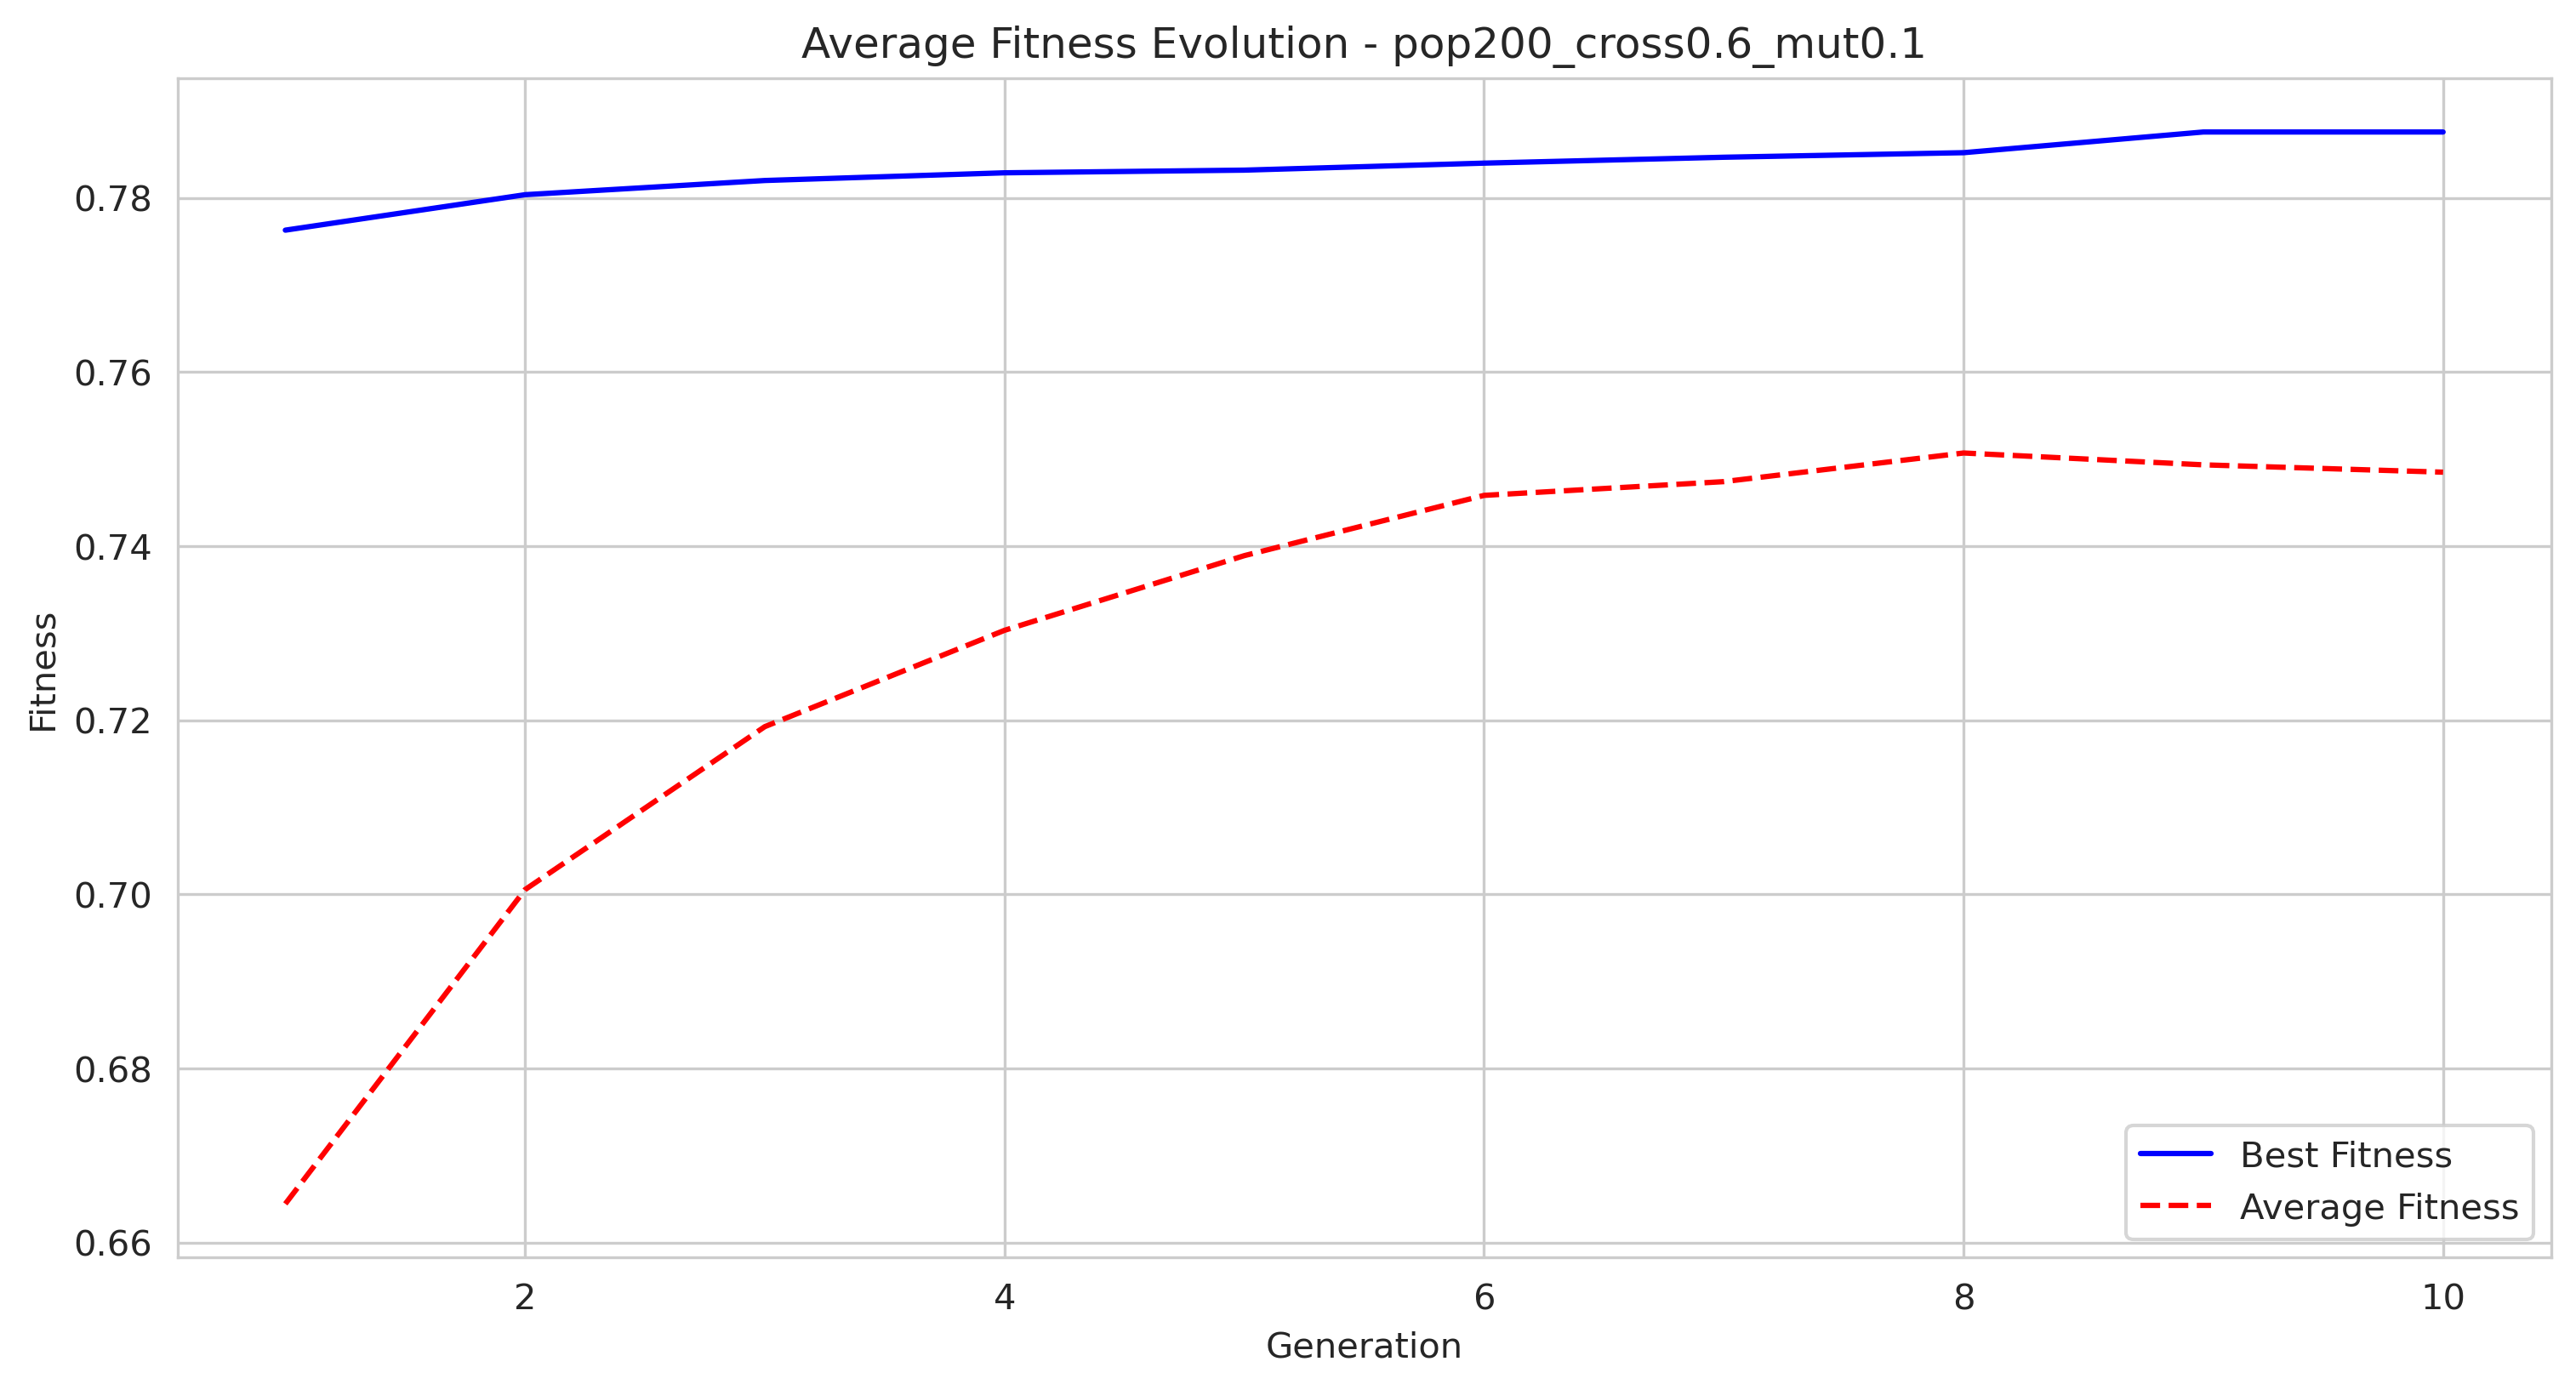 Average Fitness Evolution - pop200_cross0.6_mut0.1
Fitness
0.78
0.76
0.74
0.72
0.70
0.68
0.66
Best Fitness
Average Fitness
2 4 6 8 10
Generation